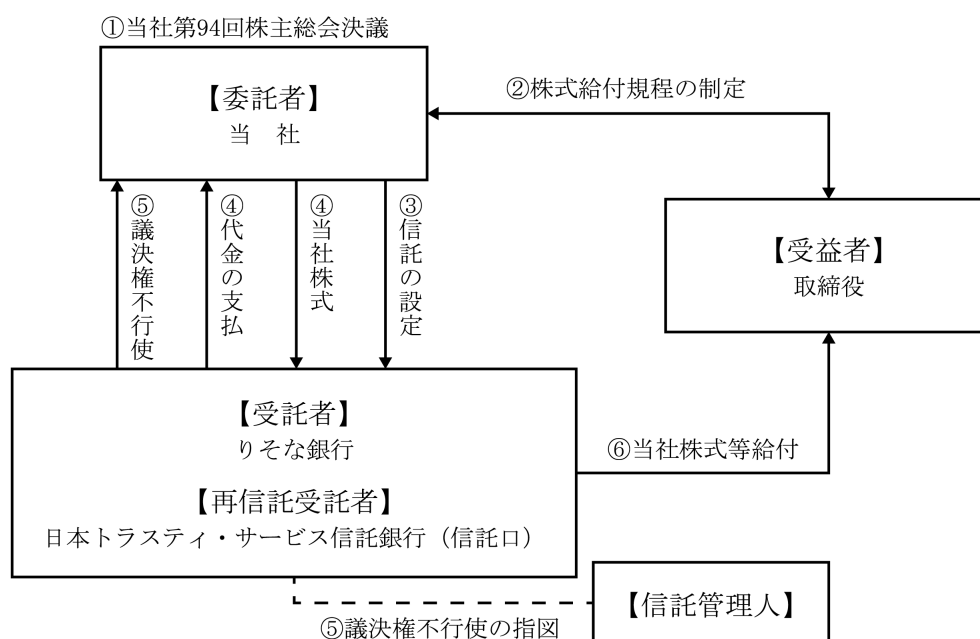 ①当社第94回株主総会決議
【委託者】
当　社
②株式給付規程の制定
⑤議決権不行使
④代金の支払
④当社株式
③信託の設定
【受益者】
取締役
【受託者】
りそな銀行
【再信託受託者】
日本トラスティ・サービス信託銀行（信託口）
⑥当社株式等給付
【信託管理人】
⑤議決権不行使の指図